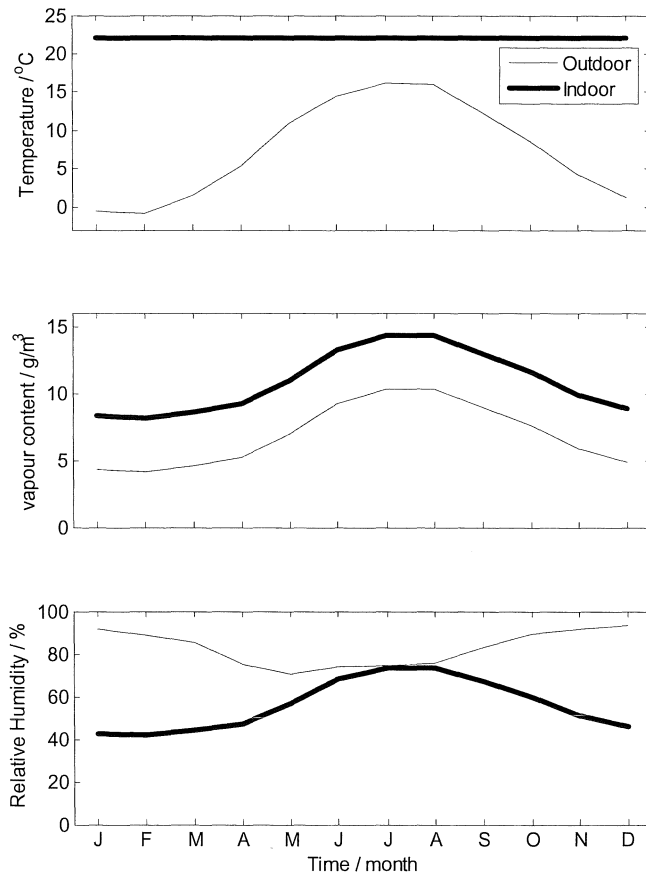 25
20
15
10
5
0
Temperature / °C
Outdoor
Indoor
15
10
5
0
vapour content / g/m³
100
80
60
40
20
0
Relative Humidity / %
J F M A M J J A S O N D
Time / month